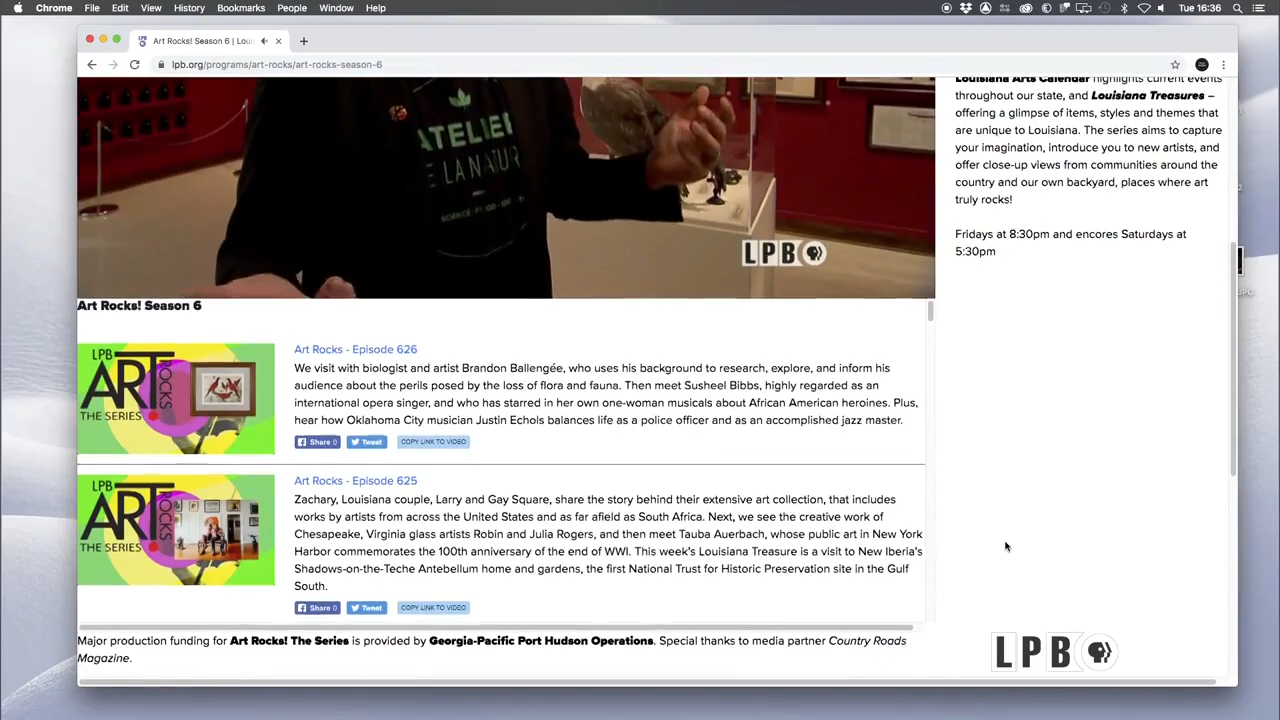 Chrome File Edit View History Bookmarks People Window Help Tue 16:36
Art Rocks! Season 6 | Loui
lpb.org/programs/art-rocks/art-rocks-season-6
ATELIER
DE LA NATURE
SCIENCE • FOOD
LPB
Louisiana Arts Calendar highlights current events
throughout our state, and Louisiana Treasures –
offering a glimpse of items, styles and themes that
are unique to Louisiana. The series aims to capture
your imagination, introduce you to new artists, and
offer close-up views from communities around the
country and our own backyard, places where art
truly rocks!
Fridays at 8:30pm and encores Saturdays at
5:30pm
Art Rocks! Season 6
LPB
ART
ROCKS
THE SERIES
Art Rocks - Episode 626
We visit with biologist and artist Brandon Ballengée, who uses his background to research, explore, and inform his
audience about the perils posed by the loss of flora and fauna. Then meet Susheel Bibbs, highly regarded as an
international opera singer, and who has starred in her own one-woman musicals about African American heroines. Plus,
hear how Oklahoma City musician Justin Echols balances life as a police officer and as an accomplished jazz master.
Share 0 Tweet COPY LINK TO VIDEO
LPB
ART
ROCKS
THE SERIES
Art Rocks - Episode 625
Zachary, Louisiana couple, Larry and Gay Square, share the story behind their extensive art collection, that includes
works by artists from across the United States and as far afield as South Africa. Next, we see the creative work of
Chesapeake, Virginia glass artists Robin and Julia Rogers, and then meet Tauba Auerbach, whose public art in New York
Harbor commemorates the 100th anniversary of the end of WWI. This week's Louisiana Treasure is a visit to New Iberia's
Shadows-on-the-Teche Antebellum home and gardens, the first National Trust for Historic Preservation site in the Gulf
South.
Share 0 Tweet COPY LINK TO VIDEO
Major production funding for Art Rocks! The Series is provided by Georgia-Pacific Port Hudson Operations. Special thanks to media partner Country Roads
Magazine.
LPB